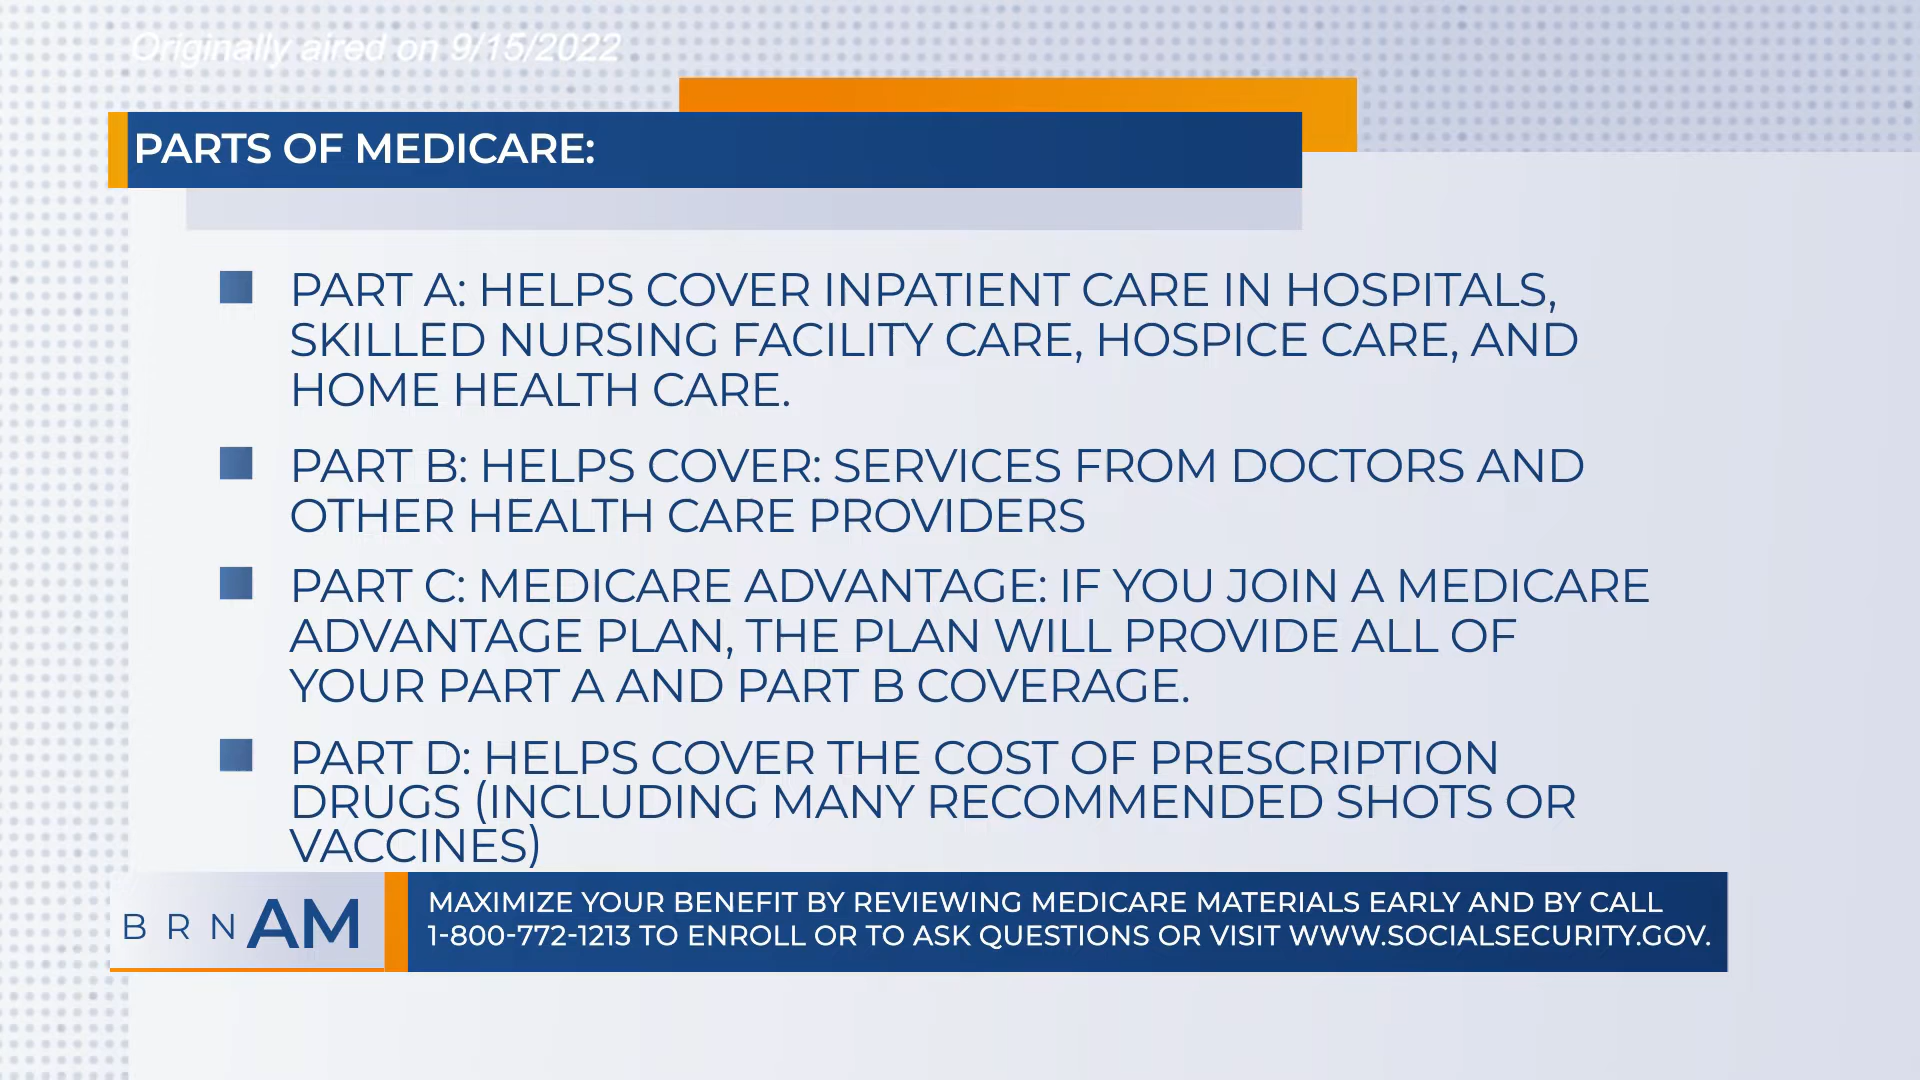 Originally aired on 9/15/2022
PARTS OF MEDICARE:
PART A: HELPS COVER INPATIENT CARE IN HOSPITALS,
SKILLED NURSING FACILITY CARE, HOSPICE CARE, AND
HOME HEALTH CARE.
PART B: HELPS COVER: SERVICES FROM DOCTORS AND
OTHER HEALTH CARE PROVIDERS
PART C: MEDICARE ADVANTAGE: IF YOU JOIN A MEDICARE
ADVANTAGE PLAN, THE PLAN WILL PROVIDE ALL OF
YOUR PART A AND PART B COVERAGE.
PART D: HELPS COVER THE COST OF PRESCRIPTION
DRUGS (INCLUDING MANY RECOMMENDED SHOTS OR
VACCINES)
BRN AM
MAXIMIZE YOUR BENEFIT BY REVIEWING MEDICARE MATERIALS EARLY AND BY CALL
1-800-772-1213 TO ENROLL OR TO ASK QUESTIONS OR VISIT WWW.SOCIALSECURITY.GOV.